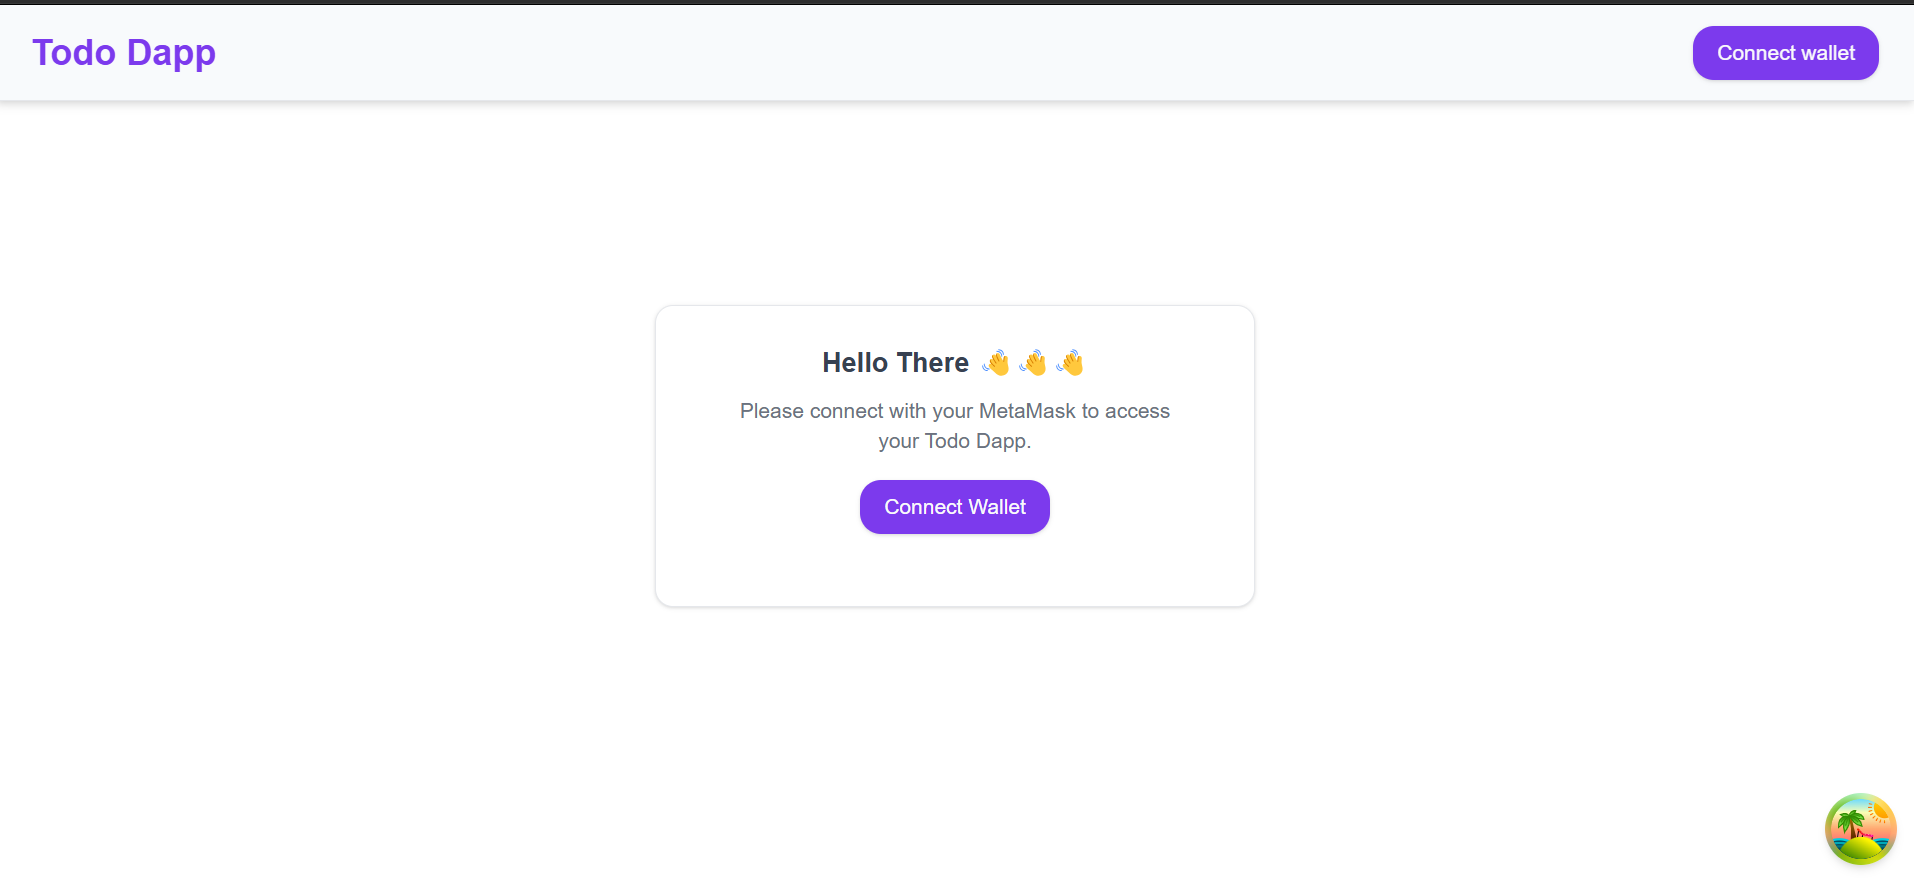 Todo Dapp
Connect wallet
Hello There 👋 👋 👋
Please connect with your MetaMask to access
your Todo Dapp.
Connect Wallet